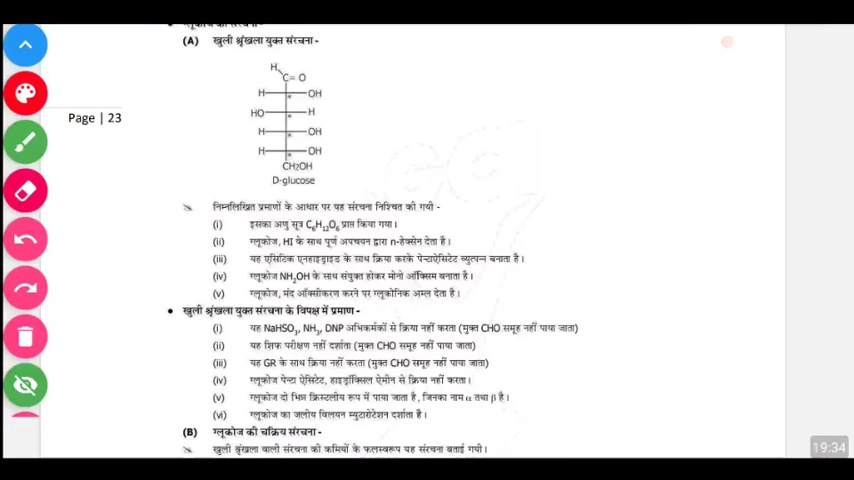 (A) खुली श्रृंखला युक्त संरचना -
H
C= O
H OH
*
HO H
*
H OH
*
H OH
*
CH2OH
D-glucose
Page | 23
निम्नलिखित प्रमाणों के आधार पर यह संरचना निश्चित की गयी -
(i) इसका अणु सूत्र C6H12O6 प्राप्त किया गया।
(ii) ग्लूकोज, HI के साथ पूर्ण अपचयन द्वारा n-हेक्सेन देता है।
(iii) यह एसिटिक एनहाइड्राइड के साथ क्रिया करके पेन्टाऐसिटेट व्युत्पन्न बनाता है।
(iv) ग्लूकोज NH2OH के साथ संयुक्त होकर मोनो ऑक्सिम बनाता है।
(v) ग्लूकोज, मंद ऑक्सीकरण करने पर ग्लूकोनिक अम्ल देता है।
• खुली श्रृंखला युक्त संरचना के विपक्ष में प्रमाण -
(i) यह NaHSO3, NH3, DNP अभिकर्मकों से क्रिया नहीं करता (मुक्त CHO समूह नहीं पाया जाता)
(ii) यह शिफ परीक्षण नहीं दर्शाता (मुक्त CHO समूह नहीं पाया जाता)
(iii) यह GR के साथ क्रिया नहीं करता (मुक्त CHO समूह नहीं पाया जाता)
(iv) ग्लूकोज पेन्टा ऐसिटेट, हाइड्रॉक्सिल ऐमीन से क्रिया नहीं करता।
(v) ग्लूकोज दो भिन्न क्रिस्टलीय रूप में पाया जाता है, जिनका नाम α तथा β है।
(vi) ग्लूकोज का जलीय विलयन म्युटारोटेशन दर्शाता है।
(B) ग्लूकोज की चक्रिय संरचना -
खुली श्रृंखला वाली संरचना की कमियों के फलस्वरूप यह संरचना बताई गयी।
19:34